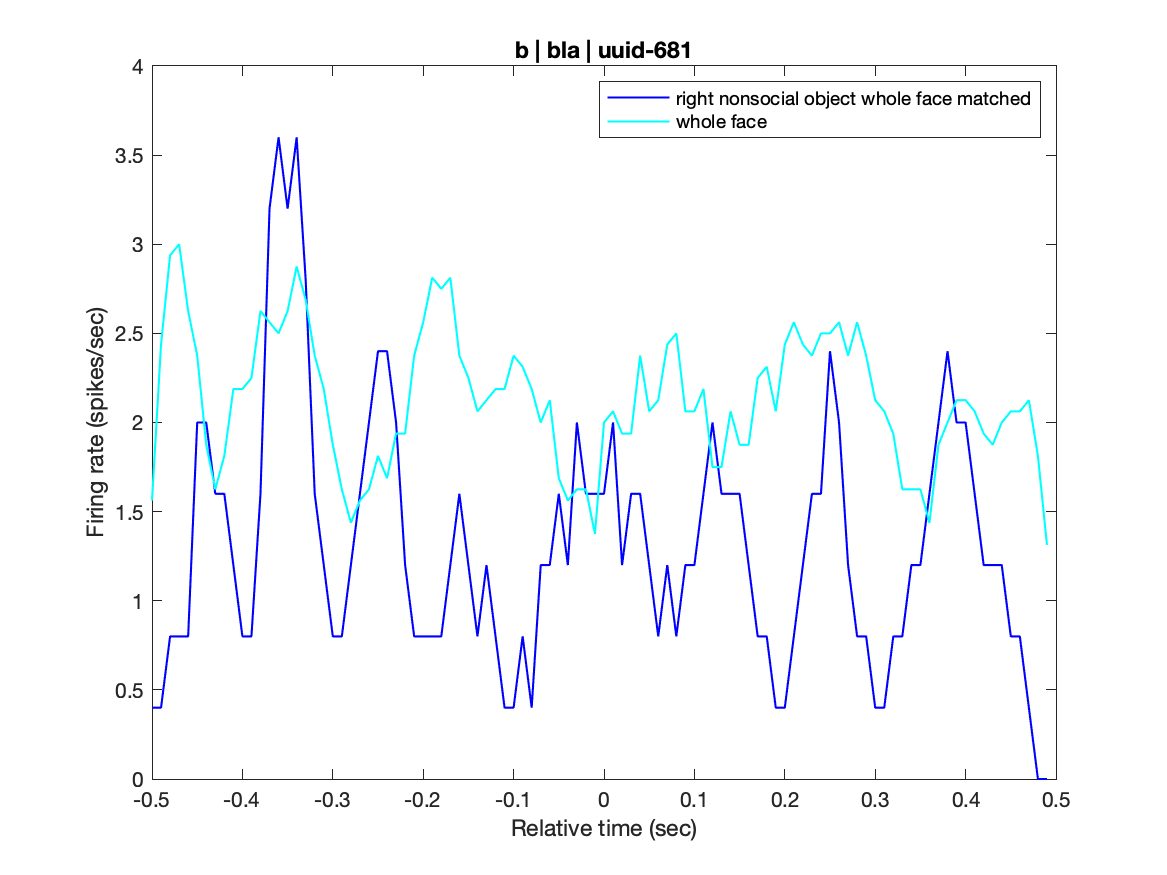 b | bla | uuid-681
right nonsocial object whole face matched
whole face
4
3.5
3
2.5
2
1.5
1
0.5
0
Firing rate (spikes/sec)
-0.5 -0.4 -0.3 -0.2 -0.1 0 0.1 0.2 0.3 0.4 0.5
Relative time (sec)